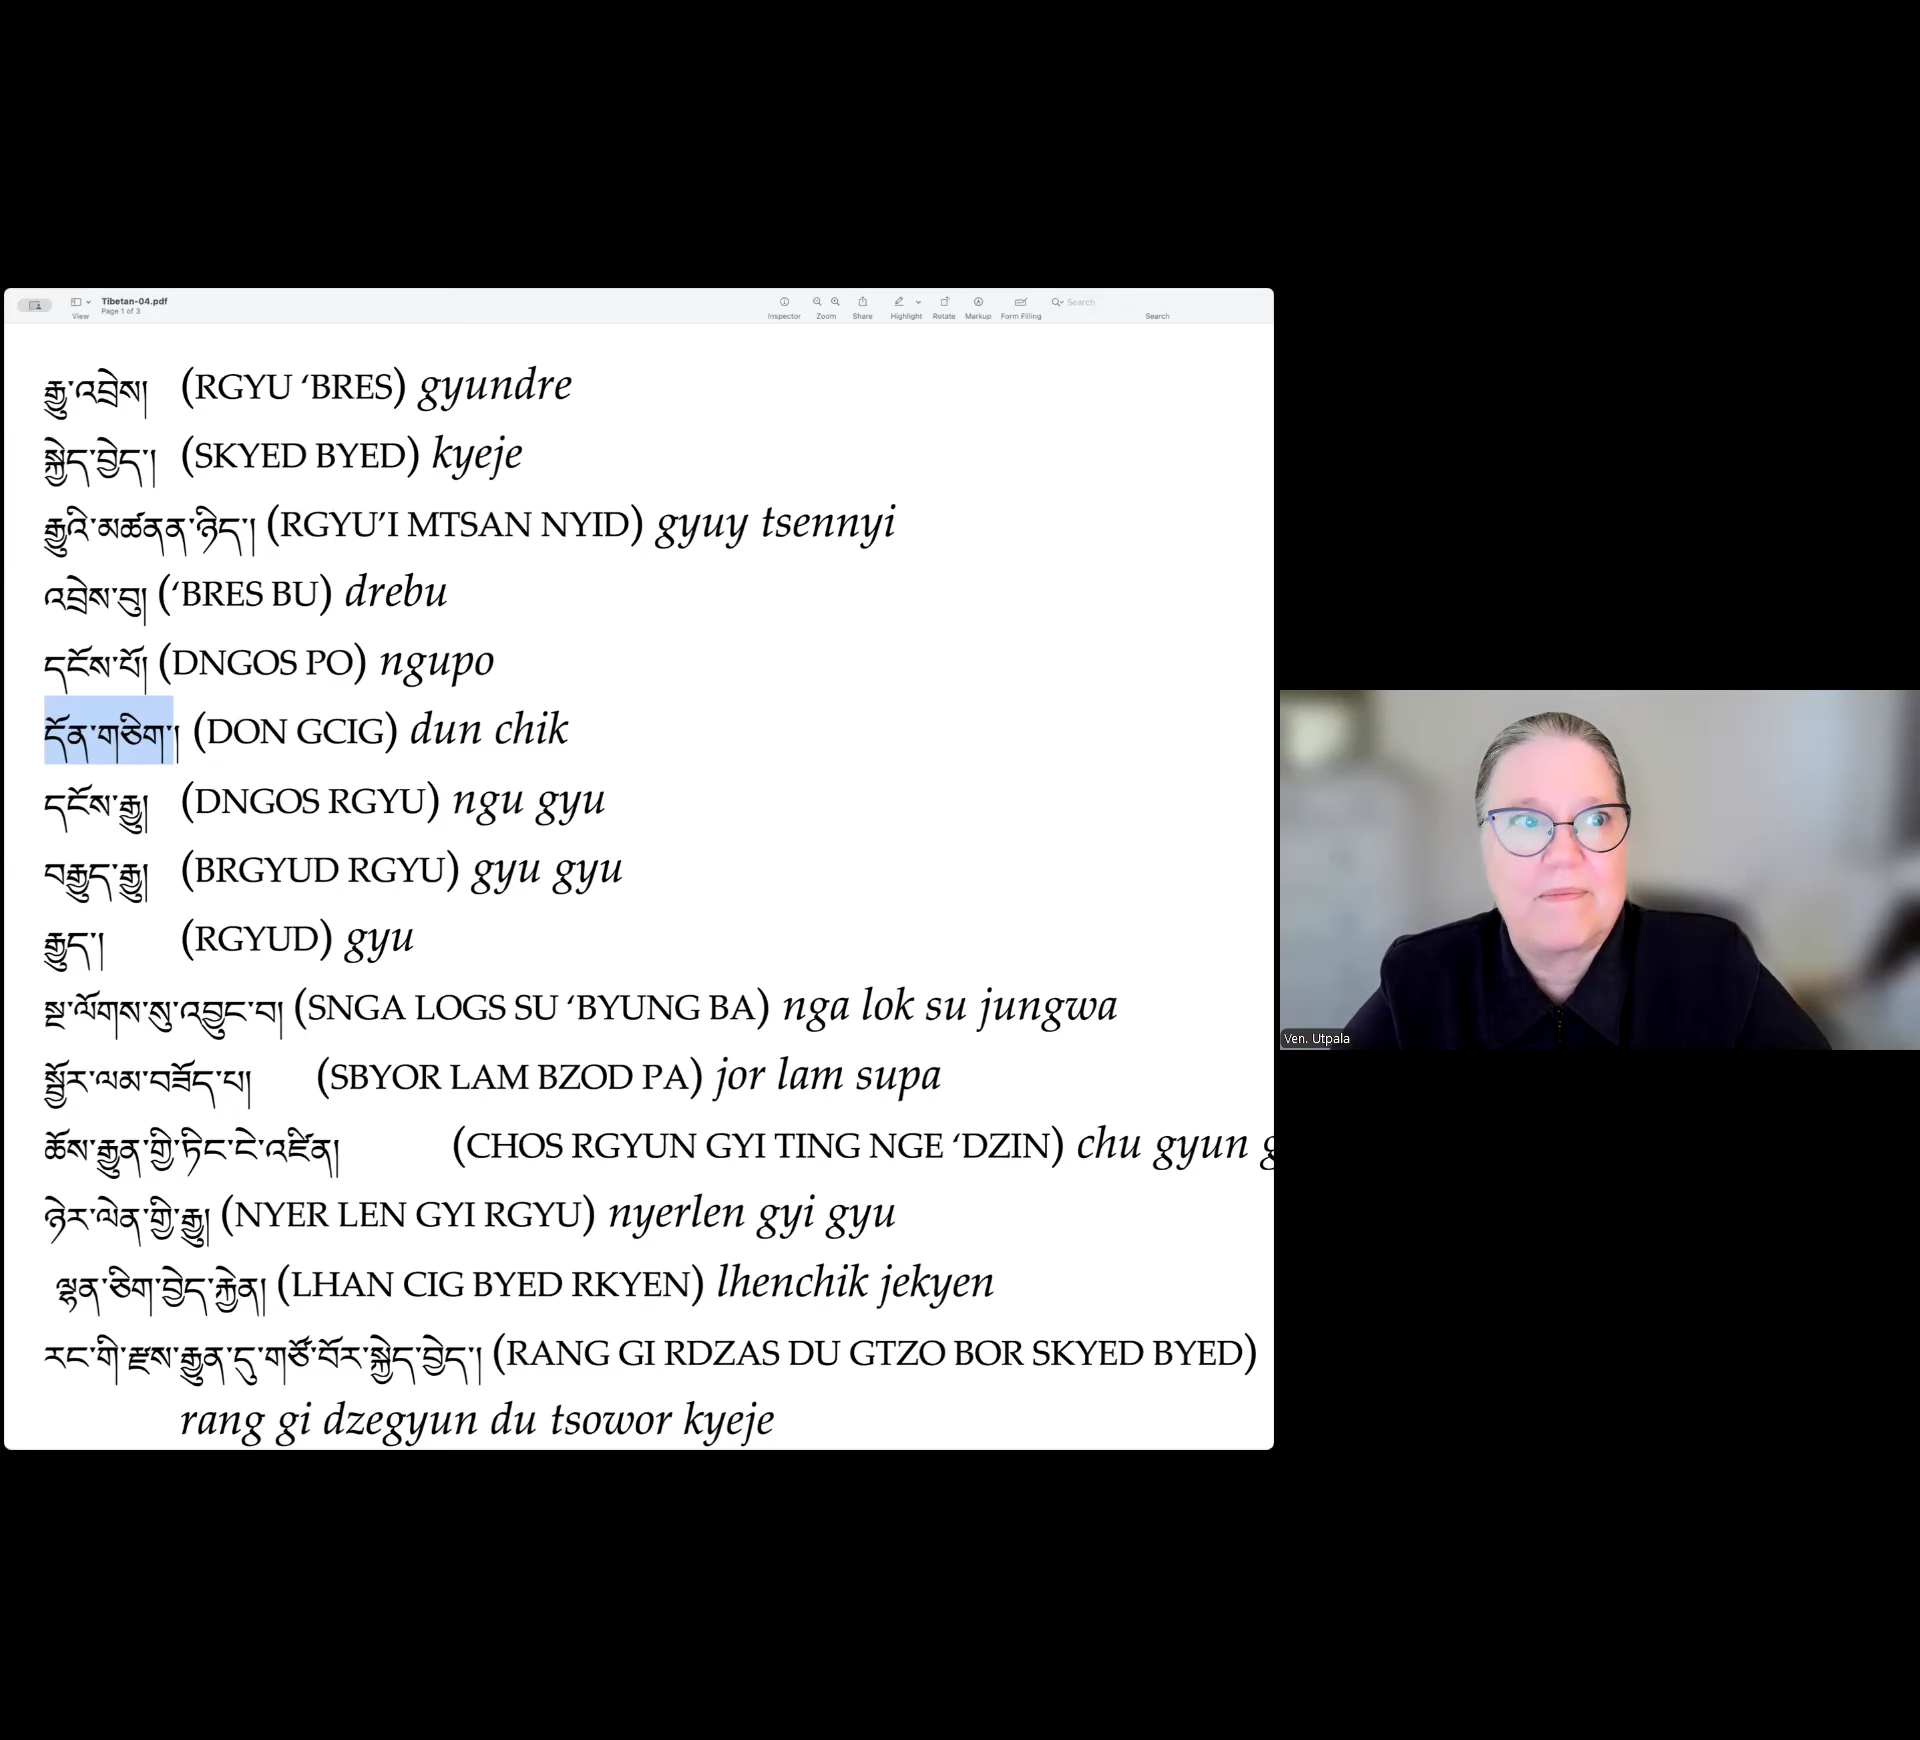 Tibetan-04.pdf
Page 1 of 3
View
Inspector Zoom Share Highlight Rotate Markup Form Filling Search
Search
རྒྱུ་འབྲེས། (RGYU ‘BRES) gyundre
སྐྱེད་བྱེད་། (SKYED BYED) kyeje
རྒྱུའི་མཚནན་ཉིད་། (RGYU’I MTSAN NYID) gyuy tsennyi
འབྲེས་བུ། (‘BRES BU) drebu
དངོས་པོ། (DNGOS PO) ngupo
དོན་གཅིག་། (DON GCIG) dun chik
དངོས་རྒྱུ། (DNGOS RGYU) ngu gyu
བརྒྱུད་རྒྱུ། (BRGYUD RGYU) gyu gyu
རྒྱུད་། (RGYUD) gyu
སྔ་ལོགས་སུ་འབྱུང་བ། (SNGA LOGS SU ‘BYUNG BA) nga lok su jungwa
སྦྱོར་ལམ་བཟོད་པ། (SBYOR LAM BZOD PA) jor lam supa
ཆོས་རྒྱུན་གྱི་ཏིང་ངེ་འཛིན། (CHOS RGYUN GYI TING NGE ‘DZIN) chu gyun g
ཉེར་ལེན་གྱི་རྒྱུ། (NYER LEN GYI RGYU) nyerlen gyi gyu
ལྷན་ཅིག་བྱེད་རྐྱེན། (LHAN CIG BYED RKYEN) lhenchik jekyen
རང་གི་རྫས་རྒྱུན་དུ་གཙོ་བོར་སྐྱེད་བྱེད་། (RANG GI RDZAS DU GTZO BOR SKYED BYED)
rang gi dzegyun du tsowor kyeje
Ven. Utpala